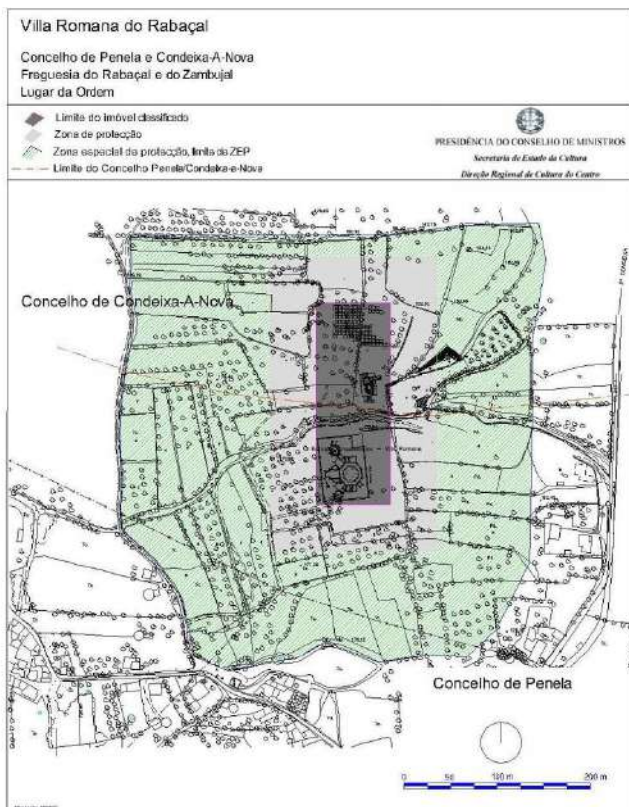 Villa Romana do Rabaçal
Concelho de Penela e Condeixa-A-Nova
Freguesia do Rabaçal e do Zambujal
Lugar da Ordem
Limite do imóvel classificado
Zona de protecção
Zona especial de protecção, limite da ZEP
Limite do Concelho Penela/Condeixa-a-Nova
PRESIDÊNCIA DO CONSELHO DE MINISTROS
Secretaria de Estado da Cultura
Direção Regional de Cultura do Centro
Concelho de Condeixa-A-Nova
Villa Romana
Concelho de Penela
0 50 100 m 200 m